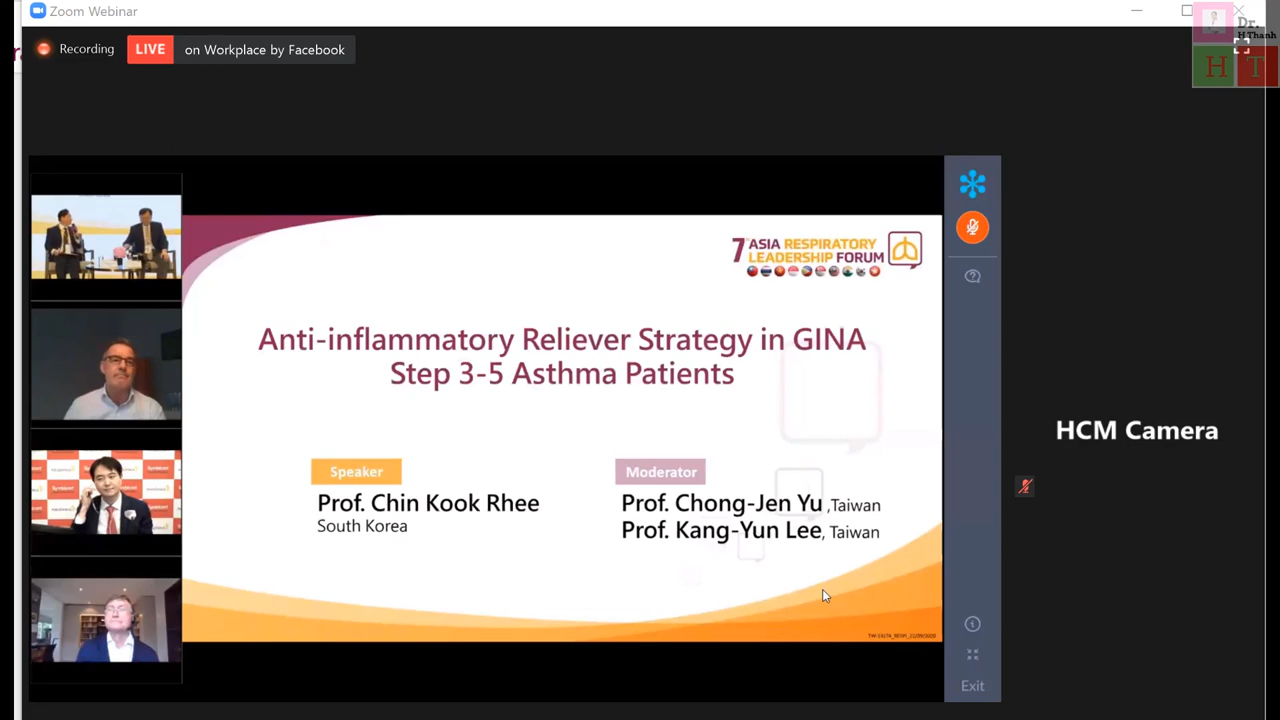 Zoom Webinar
Recording
LIVE
on Workplace by Facebook
Dr.
H Thanh
H T
7 ASIA RESPIRATORY
LEADERSHIP FORUM
Anti-inflammatory Reliever Strategy in GINA
Step 3-5 Asthma Patients
Speaker
Prof. Chin Kook Rhee
South Korea
Moderator
Prof. Chong-Jen Yu ,Taiwan
Prof. Kang-Yun Lee, Taiwan
HCM Camera
Exit